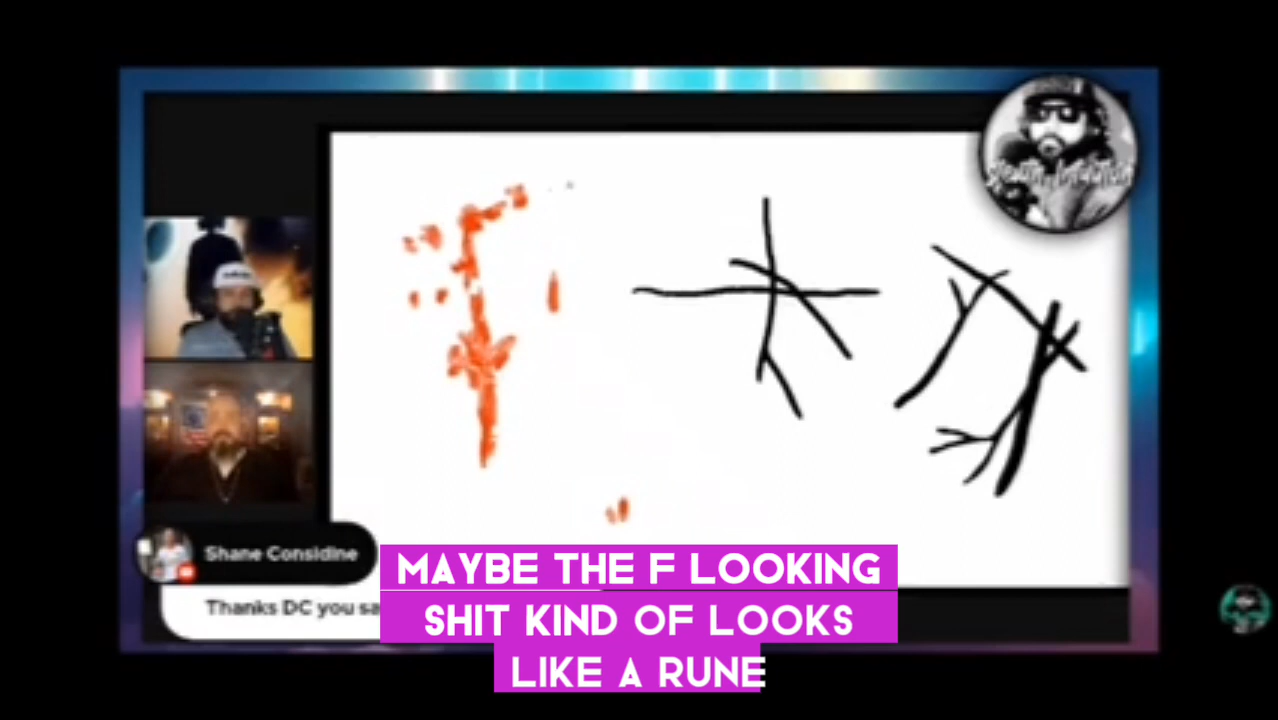 Shane Considine
Thanks DC you sa
MAYBE THE F LOOKING
SHIT KIND OF LOOKS
LIKE A RUNE